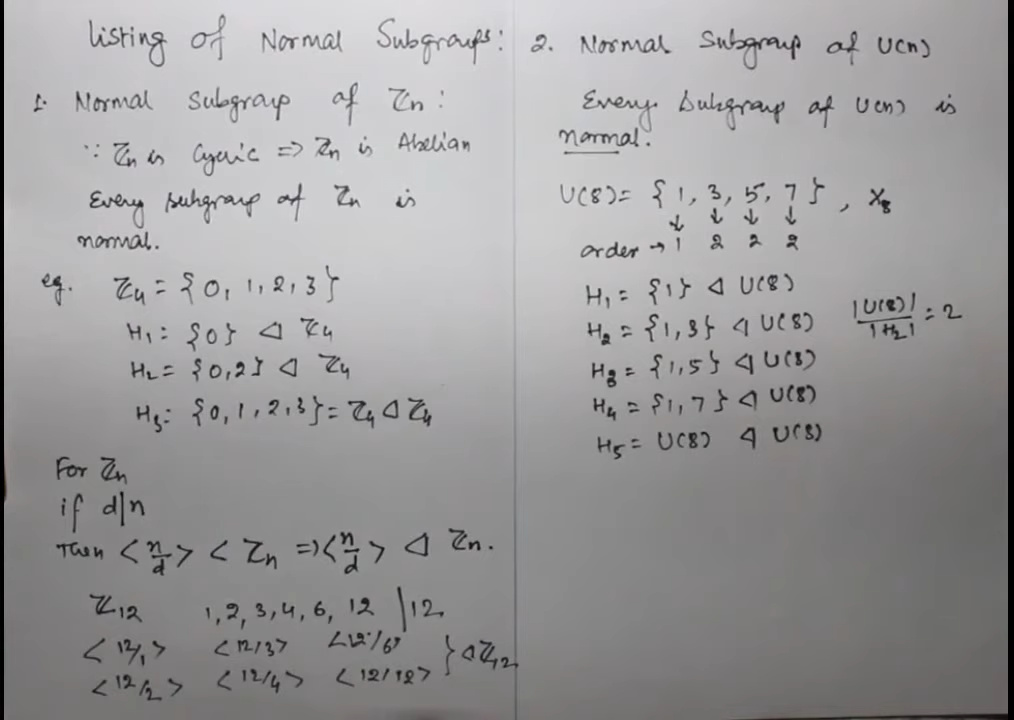 Listing of Normal Subgroups:
1. Normal subgroup of Zn:
∵ Zn is Cyclic => Zn is Abelian
Every subgroup of Zn is
normal.
eg. Z4 = {0, 1, 2, 3}
H1 = {0} ⊲ Z4
H2 = {0,2} ⊲ Z4
H3 = {0, 1, 2, 3} = Z4 ⊲ Z4
For Zn
if d|n
Then <n/d> < Zn => <n/d> ⊲ Zn.
Z12 1, 2, 3, 4, 6, 12 | 12
<12/1> <12/3> <12/6> } ⊲ Z12
<12/2> <12/4> <12/12>
2. Normal Subgroup of U(n)
Every Subgroup of U(n) is
normal.
U(8) = {1, 3, 5, 7}, ×8
↓ ↓ ↓ ↓
order → 1 2 2 2
H1 = {1} ⊲ U(8)
H2 = {1, 3} ⊲ U(8) |U(8)|/|H2| = 2
H3 = {1, 5} ⊲ U(8)
H4 = {1, 7} ⊲ U(8)
H5 = U(8) ⊲ U(8)